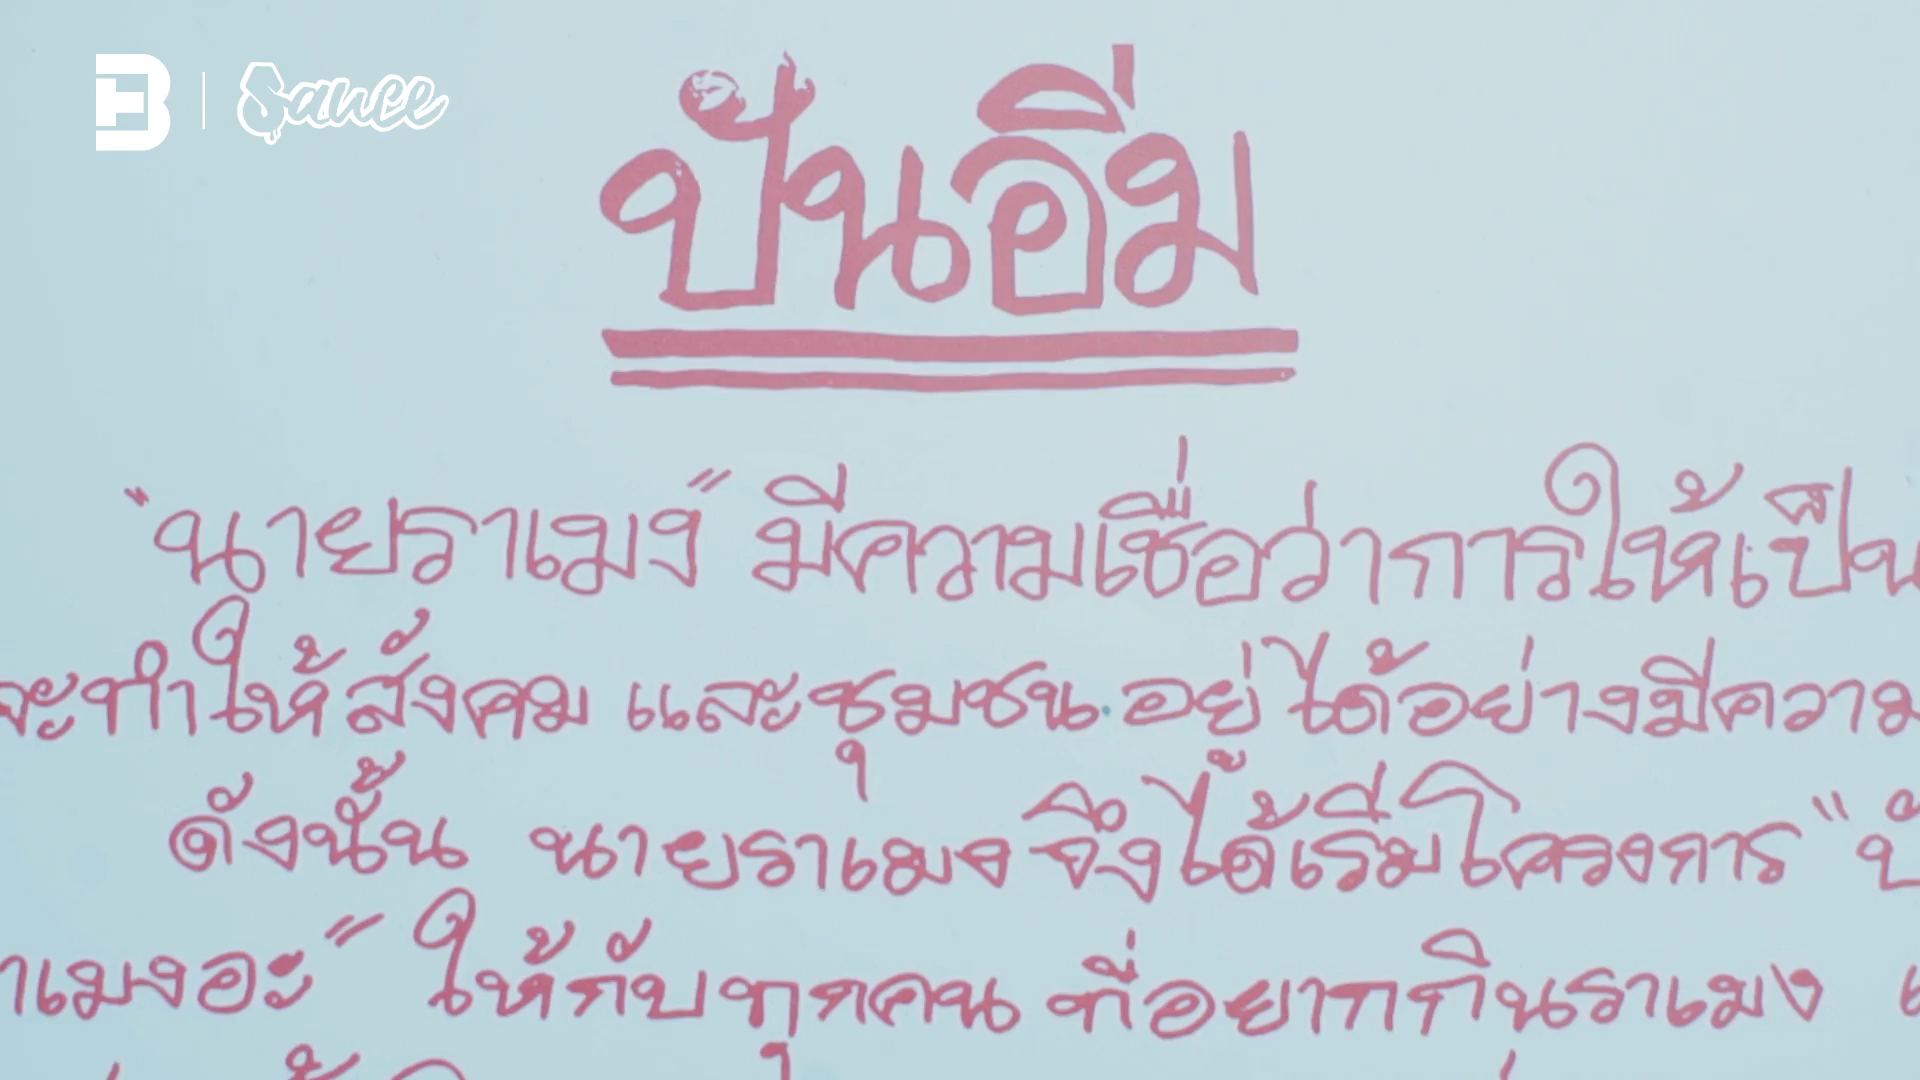 B | Sauce
ปันอิ่ม
"นายราเมง" มีความเชื่อว่าการให้เป็น
จะทำให้สังคม และชุมชน อยู่ได้อย่างมีความ
ดังนั้น นายราเมง จึงได้เริ่มโครงการ "ปั
าเมงอะ" ให้กับทุกคน ที่อยากกินราเมง